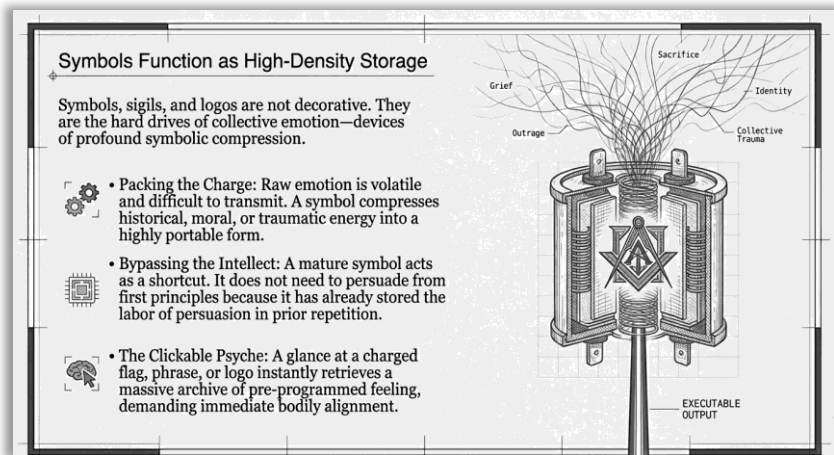 Symbols Function as High-Density Storage
Symbols, sigils, and logos are not decorative. They
are the hard drives of collective emotion—devices
of profound symbolic compression.
• Packing the Charge: Raw emotion is volatile
and difficult to transmit. A symbol compresses
historical, moral, or traumatic energy into a
highly portable form.
• Bypassing the Intellect: A mature symbol acts
as a shortcut. It does not need to persuade from
first principles because it has already stored the
labor of persuasion in prior repetition.
• The Clickable Psyche: A glance at a charged
flag, phrase, or logo instantly retrieves a
massive archive of pre-programmed feeling,
demanding immediate bodily alignment.
Sacrifice
Grief
Identity
Outrage
Collective
Trauma
EXECUTABLE
OUTPUT